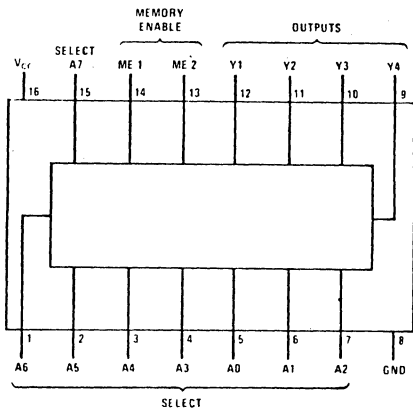 MEMORY
ENABLE
OUTPUTS
SELECT
VCC A7 ME 1 ME 2 Y1 Y2 Y3 Y4
16 15 14 13 12 11 10 9
1 2 3 4 5 6 7 8
A6 A5 A4 A3 A0 A1 A2 GND
SELECT